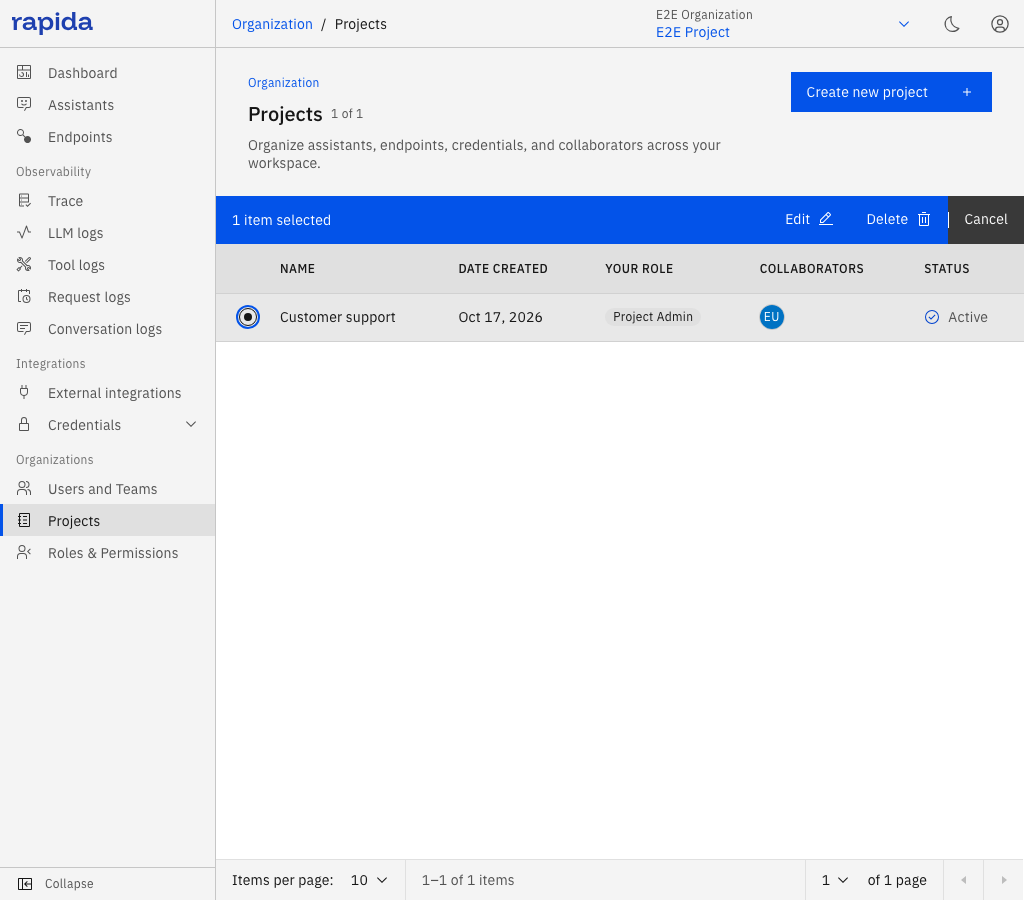 rapida
Organization / Projects
E2E Organization
E2E Project
Dashboard
Assistants
Endpoints
Observability
Trace
LLM logs
Tool logs
Request logs
Conversation logs
Integrations
External integrations
Credentials
Organizations
Users and Teams
Projects
Roles & Permissions
Collapse
Organization
Projects 1 of 1
Organize assistants, endpoints, credentials, and collaborators across your
workspace.
Create new project +
1 item selected
Edit
Delete
Cancel
NAME DATE CREATED YOUR ROLE COLLABORATORS STATUS
Customer support Oct 17, 2026 Project Admin EU Active
Items per page: 10 1–1 of 1 items 1 of 1 page